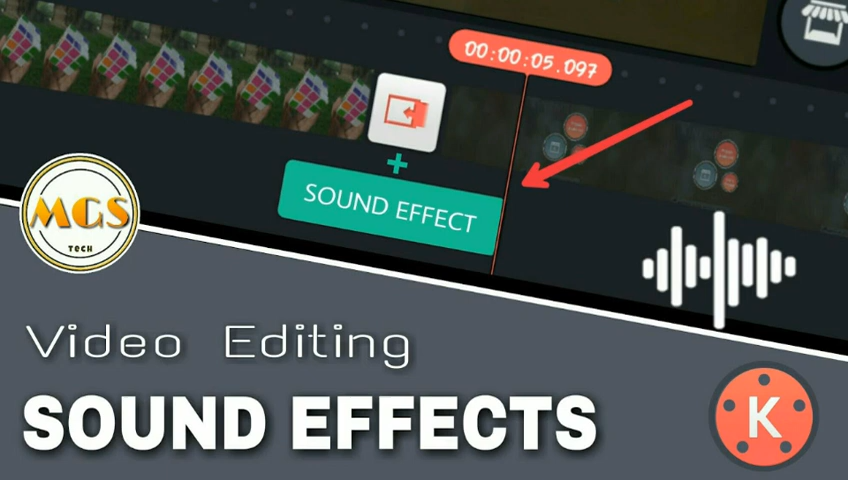 00:00:05.097
SOUND EFFECT
MGS
TECH
Video Editing
SOUND EFFECTS
K